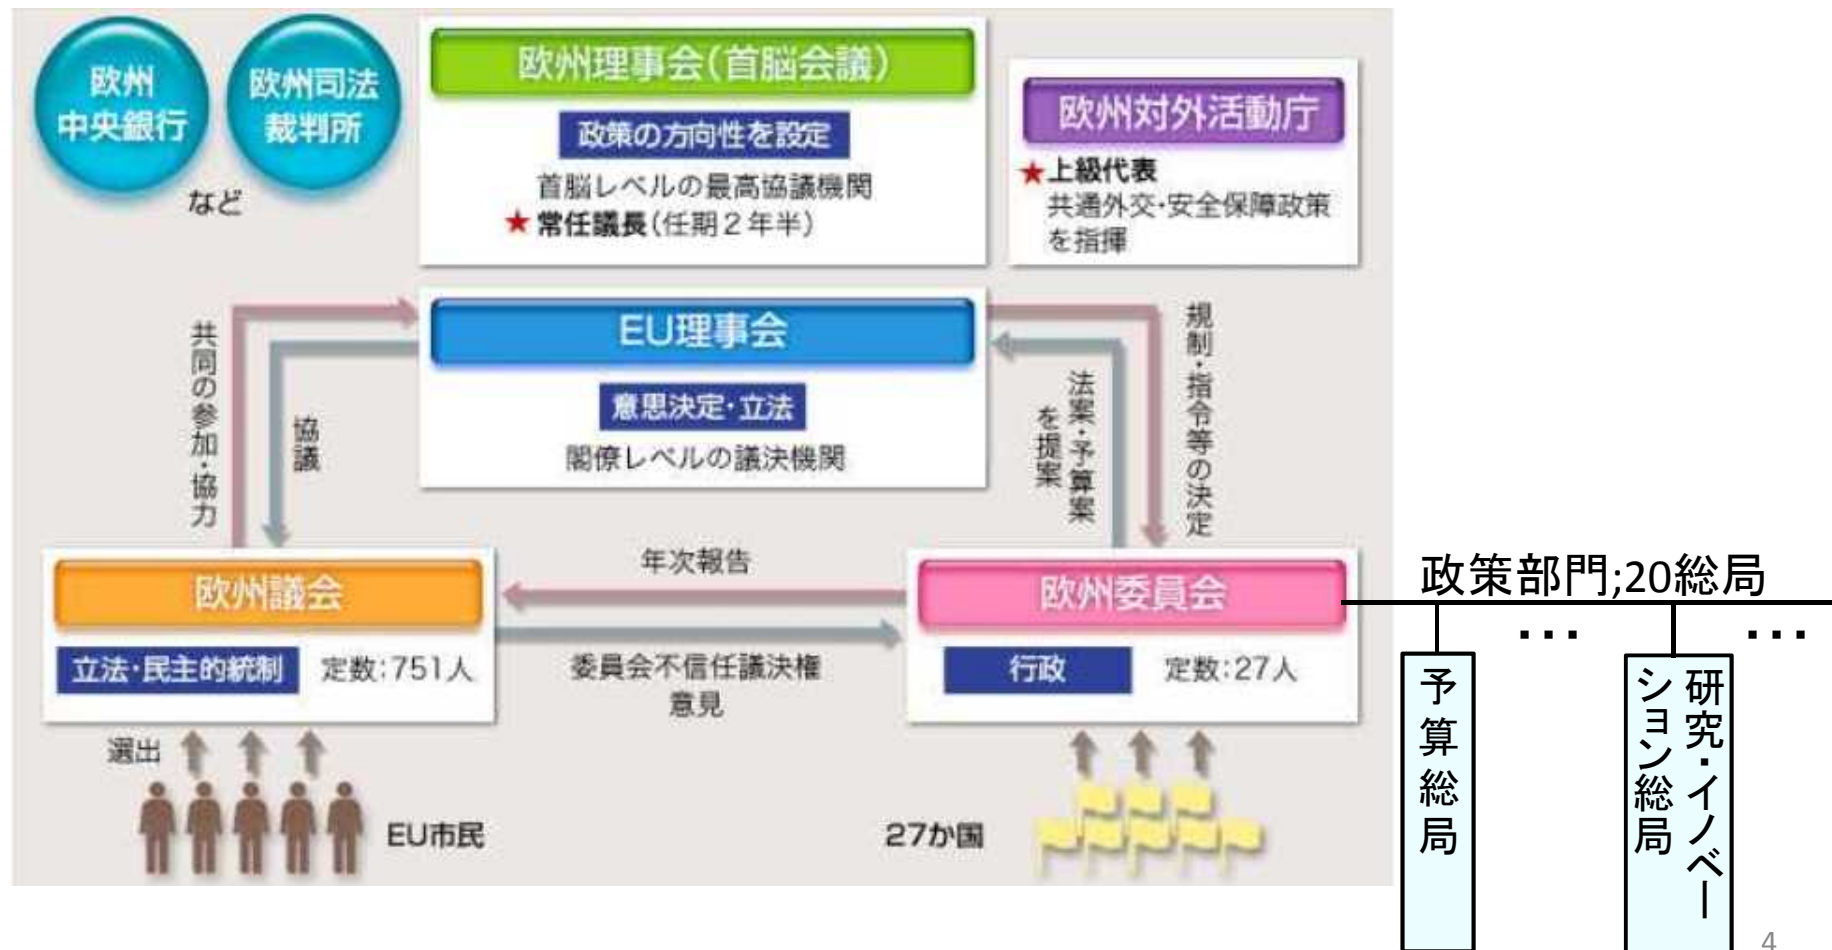 欧州
中央銀行
欧州司法
裁判所
など
欧州理事会(首脳会議)
政策の方向性を設定
首脳レベルの最高協議機関
★常任議長(任期2年半)
欧州対外活動庁
★上級代表
共通外交・安全保障政策
を指揮
EU理事会
意思決定・立法
閣僚レベルの議決機関
共同の参加・協力
協議
法案・予算案
を提案
規制・指令等の決定
欧州議会
立法・民主的統制 定数:751人
年次報告
委員会不信任議決権
意見
欧州委員会
行政 定数:27人
選出
EU市民
27か国
政策部門;20総局
・・・
・・・
予算総局
研究・イノベー
ション総局
4